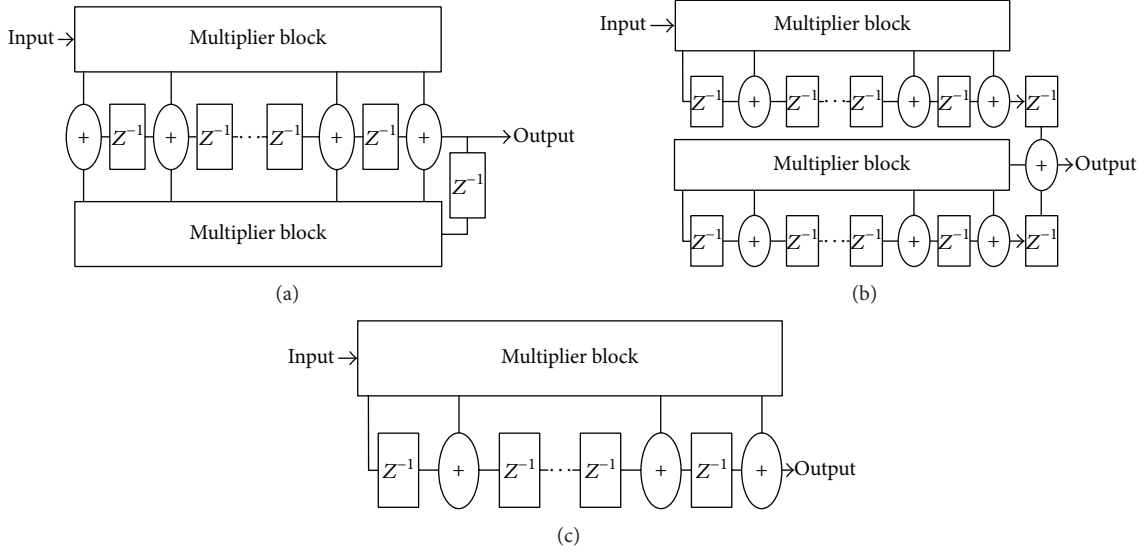 Input
Multiplier block
+ Z⁻¹ + Z⁻¹ ... Z⁻¹ + Z⁻¹ + Output
Z⁻¹
Multiplier block
(a)
Input
Multiplier block
Z⁻¹ + Z⁻¹ ... Z⁻¹ + Z⁻¹ + Z⁻¹
Multiplier block
+ Output
Z⁻¹ + Z⁻¹ ... Z⁻¹ + Z⁻¹ + Z⁻¹
(b)
Input
Multiplier block
Z⁻¹ + Z⁻¹ ... Z⁻¹ + Z⁻¹ + Output
(c)